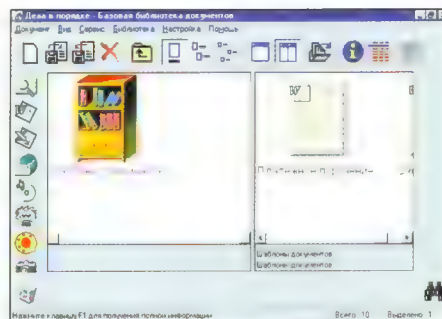 Дела в порядке - Базовая библиотека документов
Документ Вид Сервис Библиотека Настройка Помощь
Шаблоны документов
Шаблоны документов
Нажмите клавишу F1 для получения полной информации Всего: 10 Выделено: 1